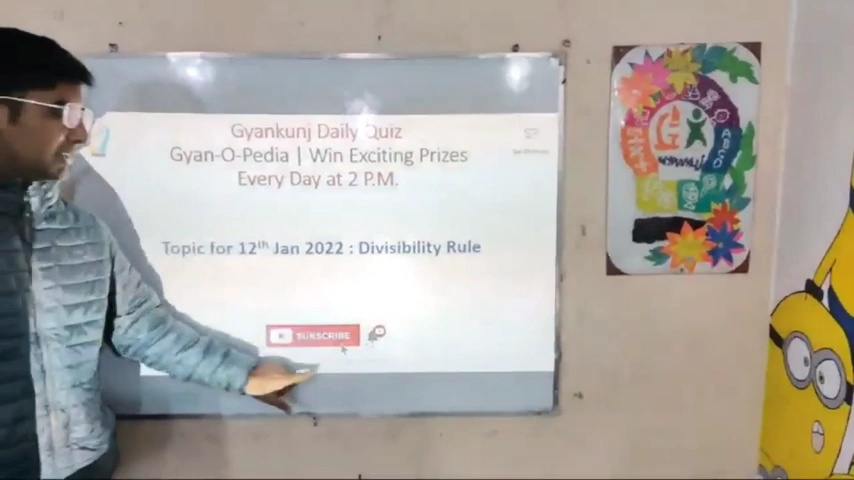 Gyankunj Daily Quiz
Gyan-O-Pedia | Win Exciting Prizes
Every Day at 2 P.M.
Topic for 12th Jan 2022 : Divisibility Rule
SUBSCRIBE